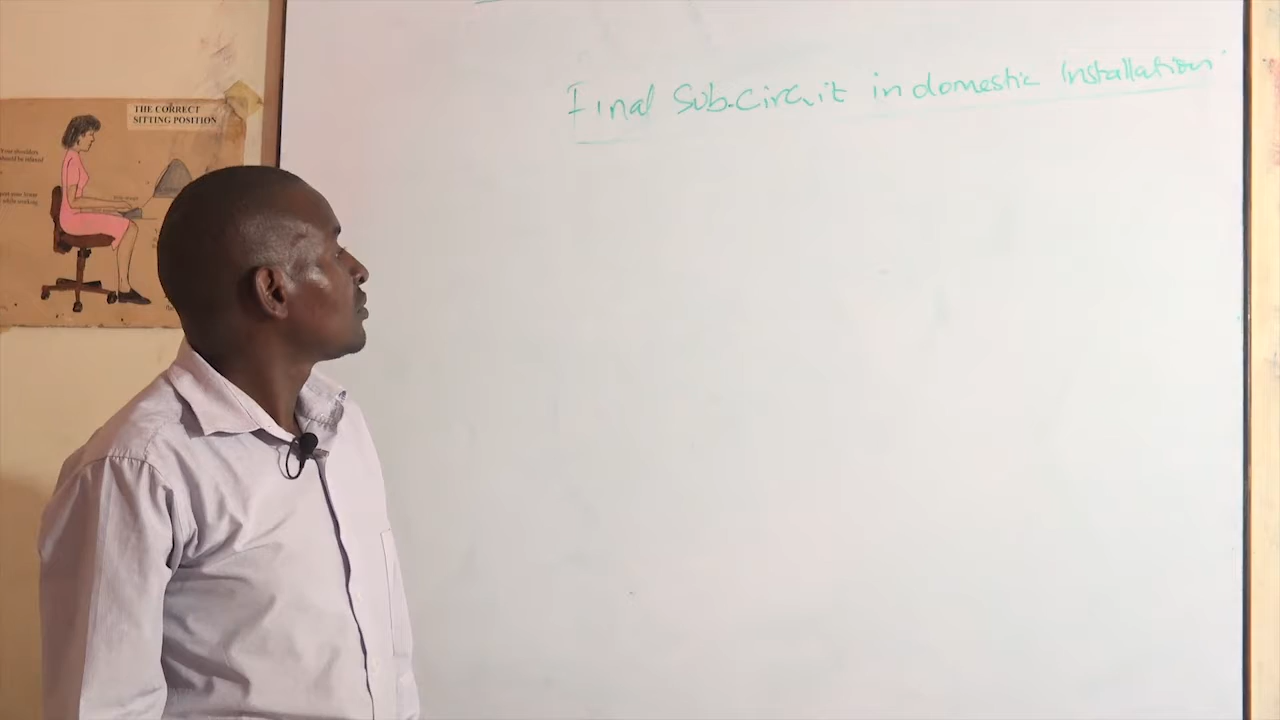 THE CORRECT
SITTING POSITION
Final Sub-Circuit in domestic Installation